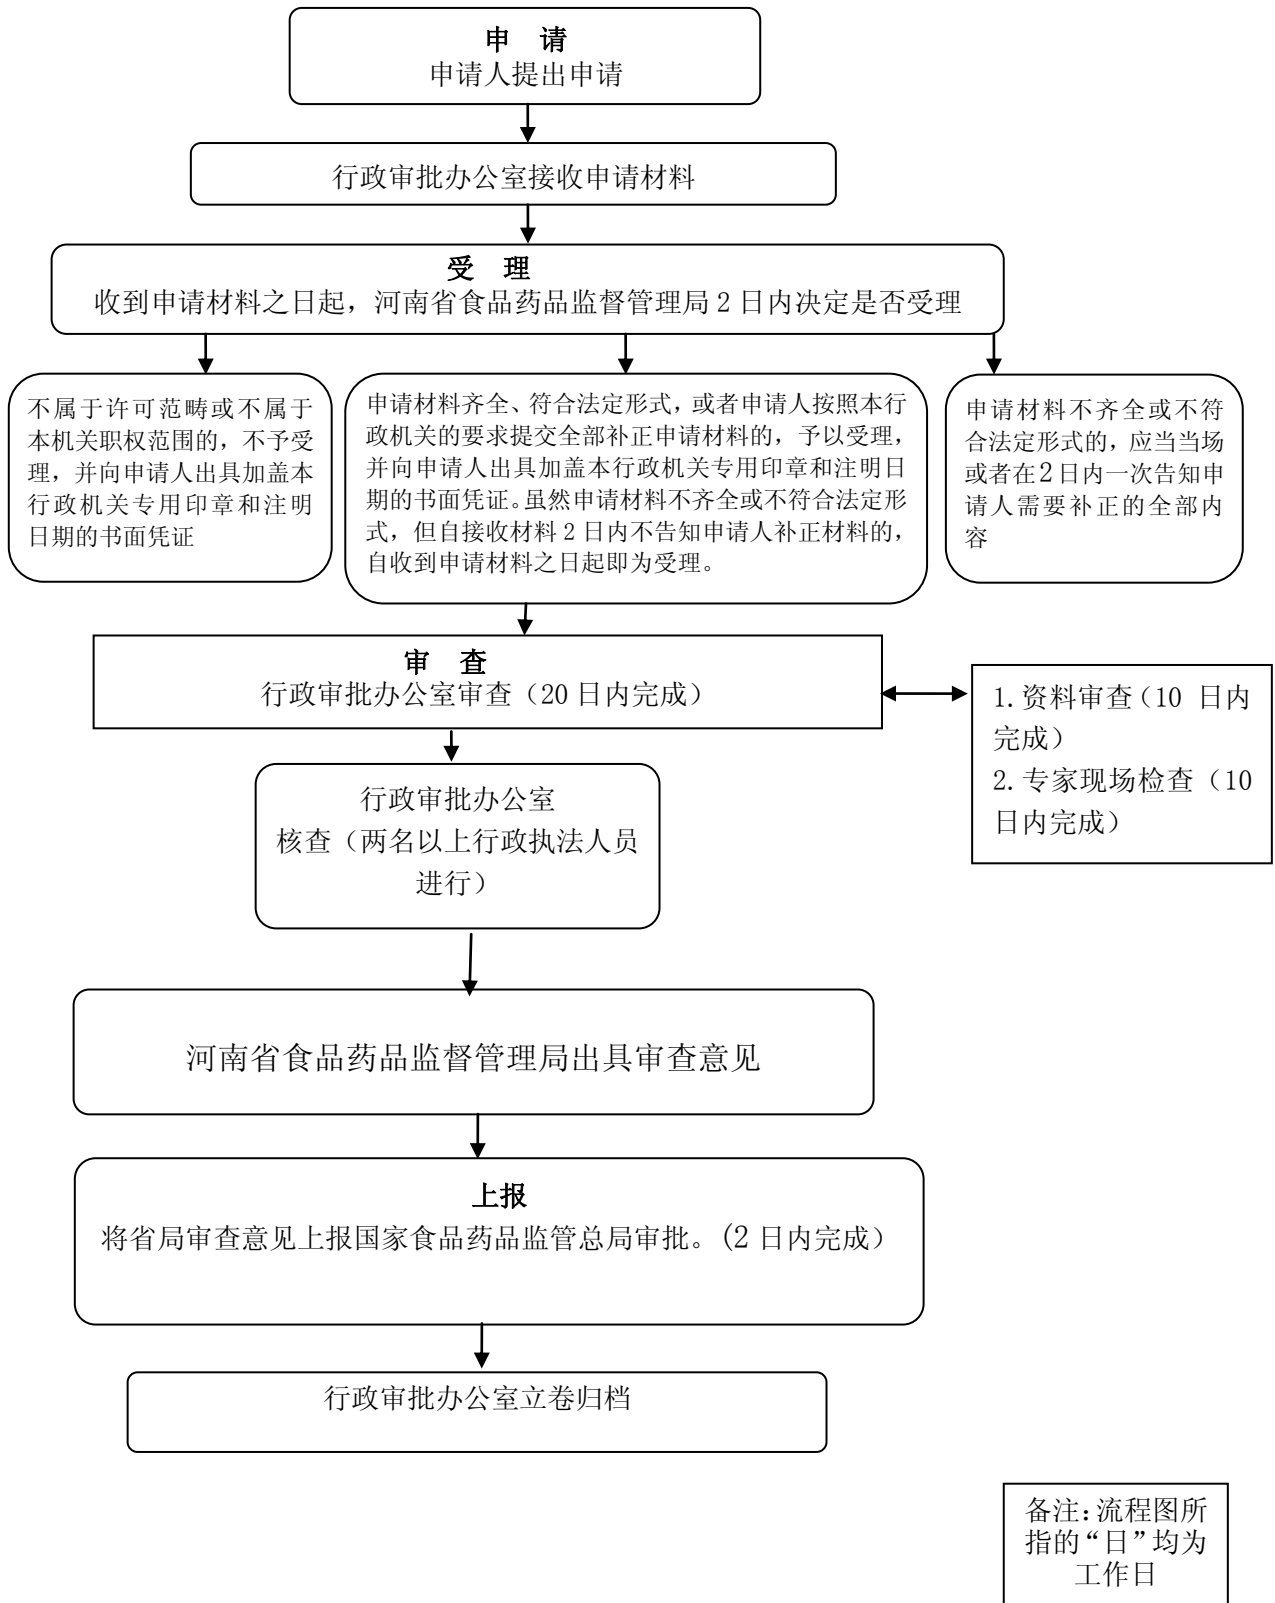 申 请
申请人提出申请
行政审批办公室接收申请材料
受 理
收到申请材料之日起，河南省食品药品监督管理局 2 日内决定是否受理
不属于许可范畴或不属于
本机关职权范围的，不予受
理，并向申请人出具加盖本
行政机关专用印章和注明
日期的书面凭证
申请材料齐全、符合法定形式，或者申请人按照本行
政机关的要求提交全部补正申请材料的，予以受理，
并向申请人出具加盖本行政机关专用印章和注明日
期的书面凭证。虽然申请材料不齐全或不符合法定形
式，但自接收材料 2 日内不告知申请人补正材料的，
自收到申请材料之日起即为受理。
申请材料不齐全或不符
合法定形式的，应当当场
或者在2日内一次告知申
请人需要补正的全部内
容
审 查
行政审批办公室审查（20 日内完成）
1.资料审查（10 日内
完成）
2.专家现场检查（10
日内完成）
行政审批办公室
核查（两名以上行政执法人员
进行）
河南省食品药品监督管理局出具审查意见
上报
将省局审查意见上报国家食品药品监管总局审批。（2 日内完成）
行政审批办公室立卷归档
备注：流程图所
指的“日”均为
工作日